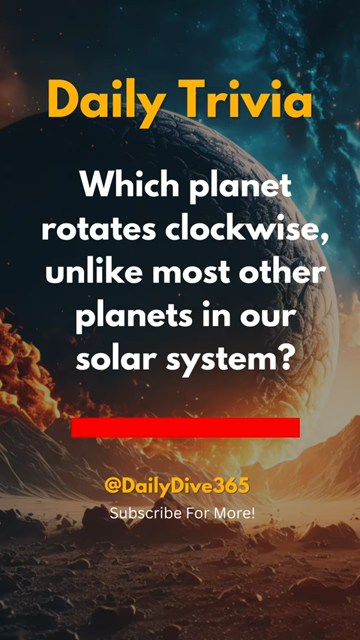 Daily Trivia
Which planet
rotates clockwise,
unlike most other
planets in our
solar system?
@DailyDive365
Subscribe For More!